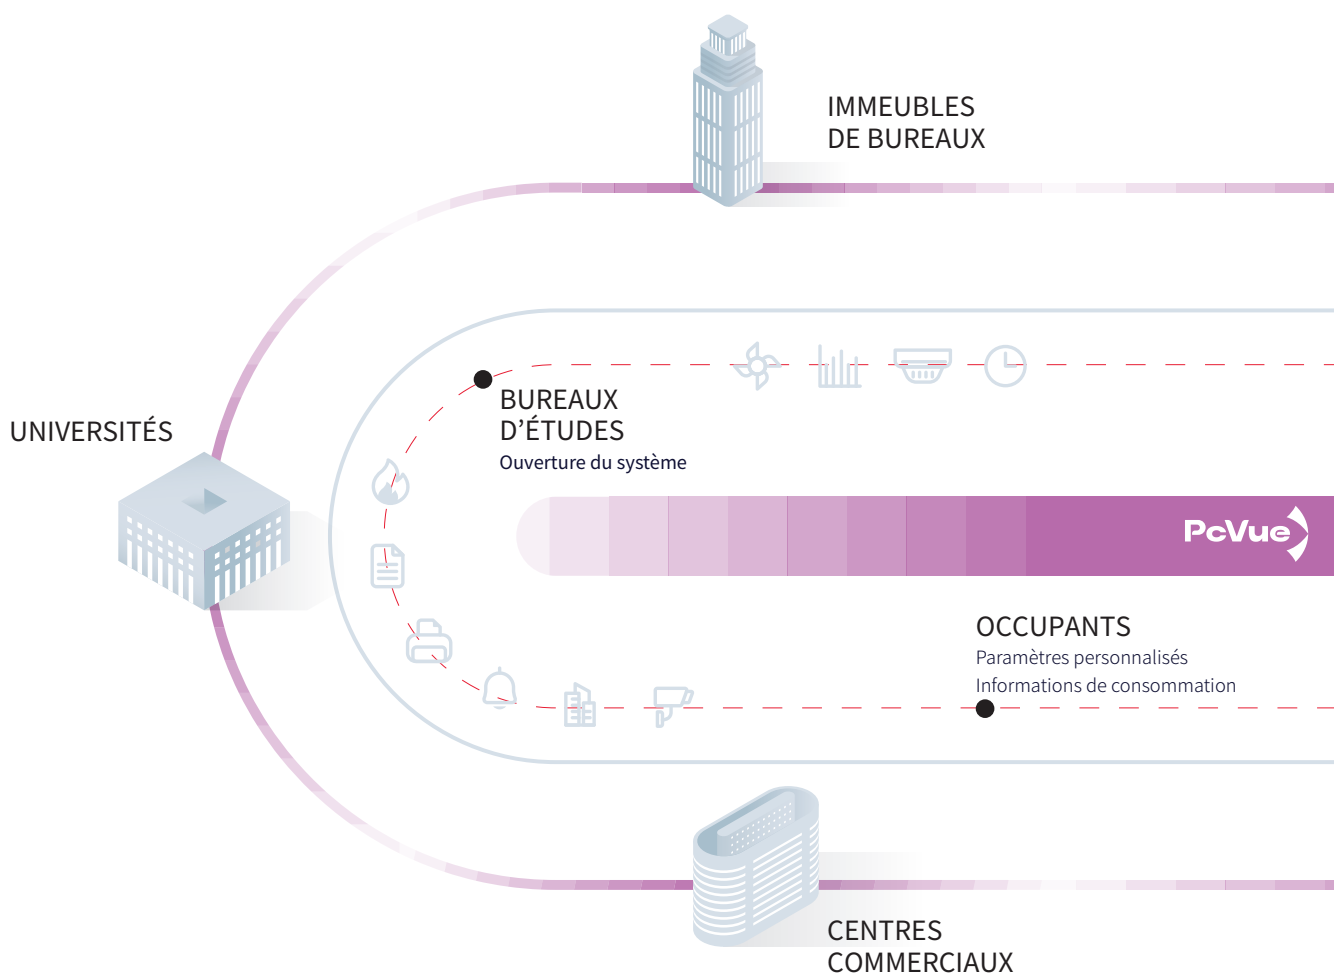 IMMEUBLES
DE BUREAUX
UNIVERSITÉS
BUREAUX
D’ÉTUDES
Ouverture du système
PcVue
OCCUPANTS
Paramètres personnalisés
Informations de consommation
CENTRES
COMMERCIAUX